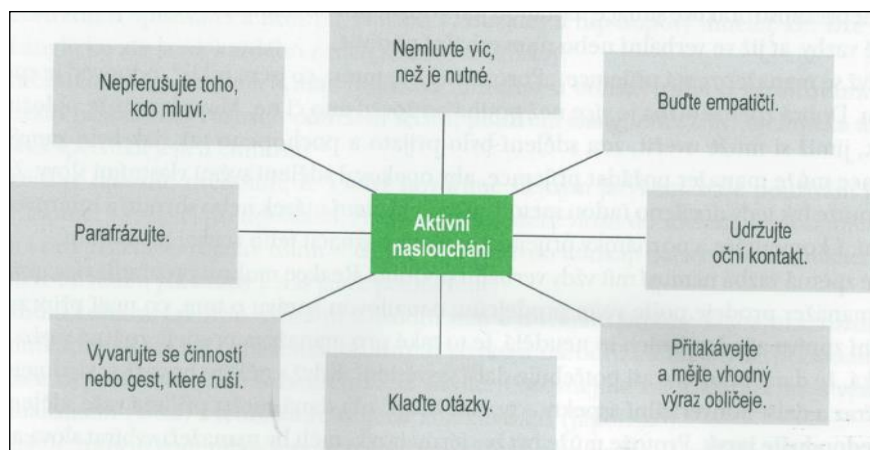 Nemluvte víc,
než je nutné.
Nepřerušujte toho,
kdo mluví.
Buďte empatičtí.
Parafrázujte.
Aktivní
naslouchání
Udržujte
oční kontakt.
Vyvarujte se činností
nebo gest, které ruší.
Klaďte otázky.
Přitakávejte
a mějte vhodný
výraz obličeje.